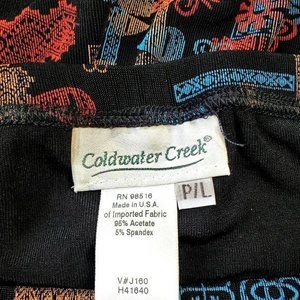 Coldwater Creek®
P/L
RN 98516
Made in U.S.A.
of Imported Fabric
95% Acetate
5% Spandex
V#J160
H41640